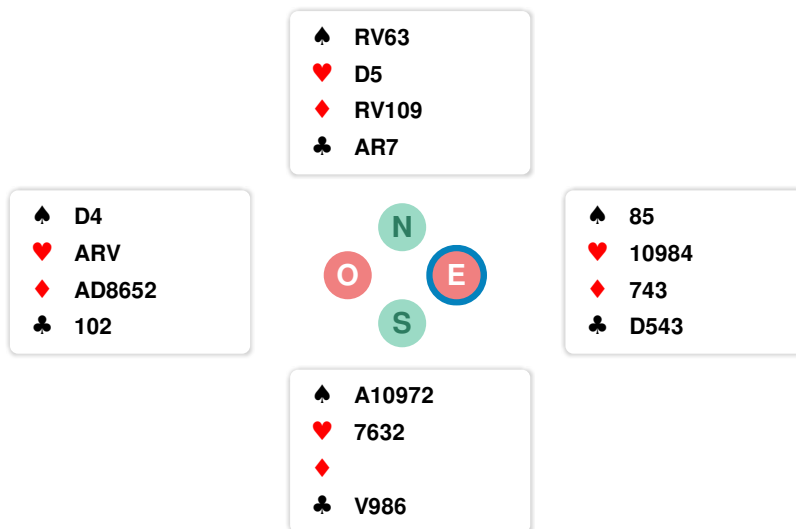 ♠ RV63
♥ D5
♦ RV109
♣ AR7
♠ D4
♥ ARV
♦ AD8652
♣ 102
N
O
E
S
♠ 85
♥ 10984
♦ 743
♣ D543
♠ A10972
♥ 7632
♦
♣ V986